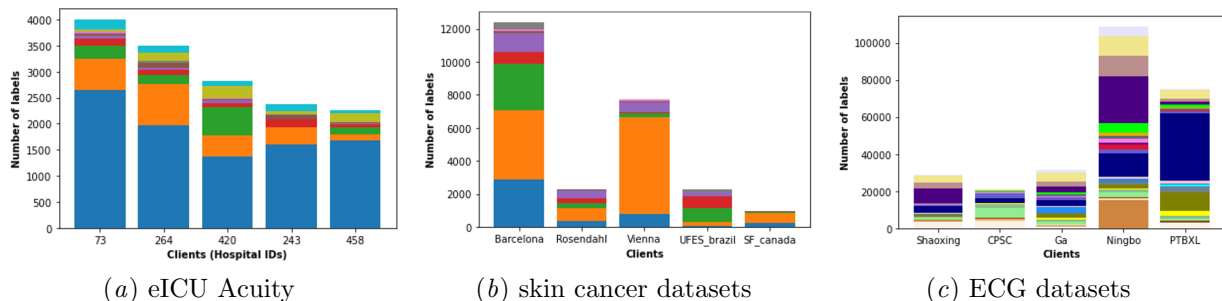 4000
3500
3000
2500
2000
1500
1000
500
0
Number of labels
73 264 420 243 458
Clients (Hospital IDs)
(a) eICU Acuity
12000
10000
8000
6000
4000
2000
0
Number of labels
Barcelona Rosendahl Vienna UFES_brazil SF_canada
Clients
(b) skin cancer datasets
100000
80000
60000
40000
20000
0
Number of labels
Shaoxing CPSC Ga Ningbo PTBXL
Clients
(c) ECG datasets